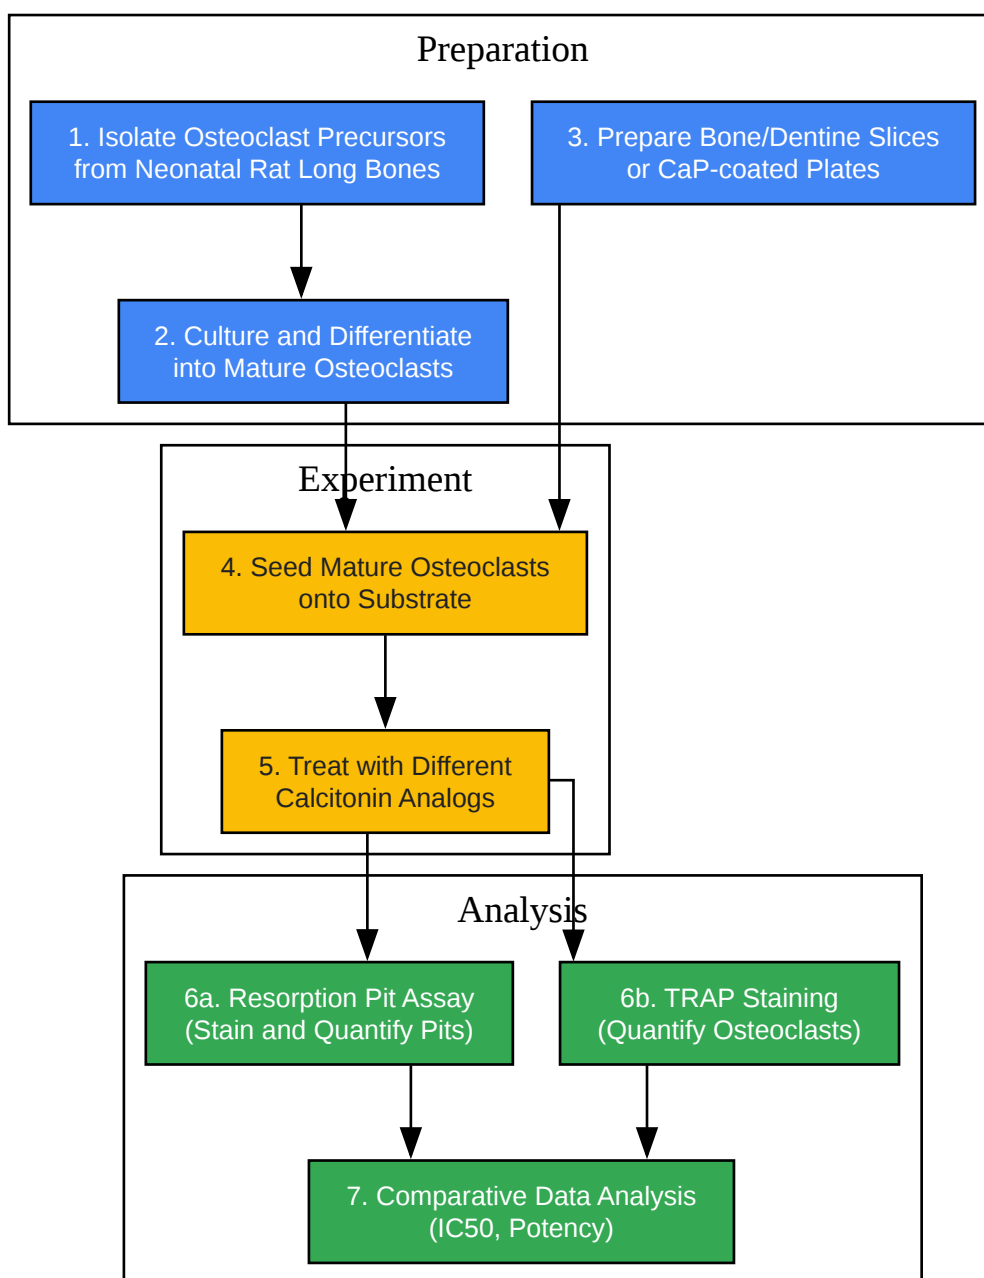 Preparation
1. Isolate Osteoclast Precursors
from Neonatal Rat Long Bones
3. Prepare Bone/Dentine Slices
or CaP-coated Plates
2. Culture and Differentiate
into Mature Osteoclasts
Experiment
4. Seed Mature Osteoclasts
onto Substrate
5. Treat with Different
Calcitonin Analogs
Analysis
6a. Resorption Pit Assay
(Stain and Quantify Pits)
6b. TRAP Staining
(Quantify Osteoclasts)
7. Comparative Data Analysis
(IC50, Potency)